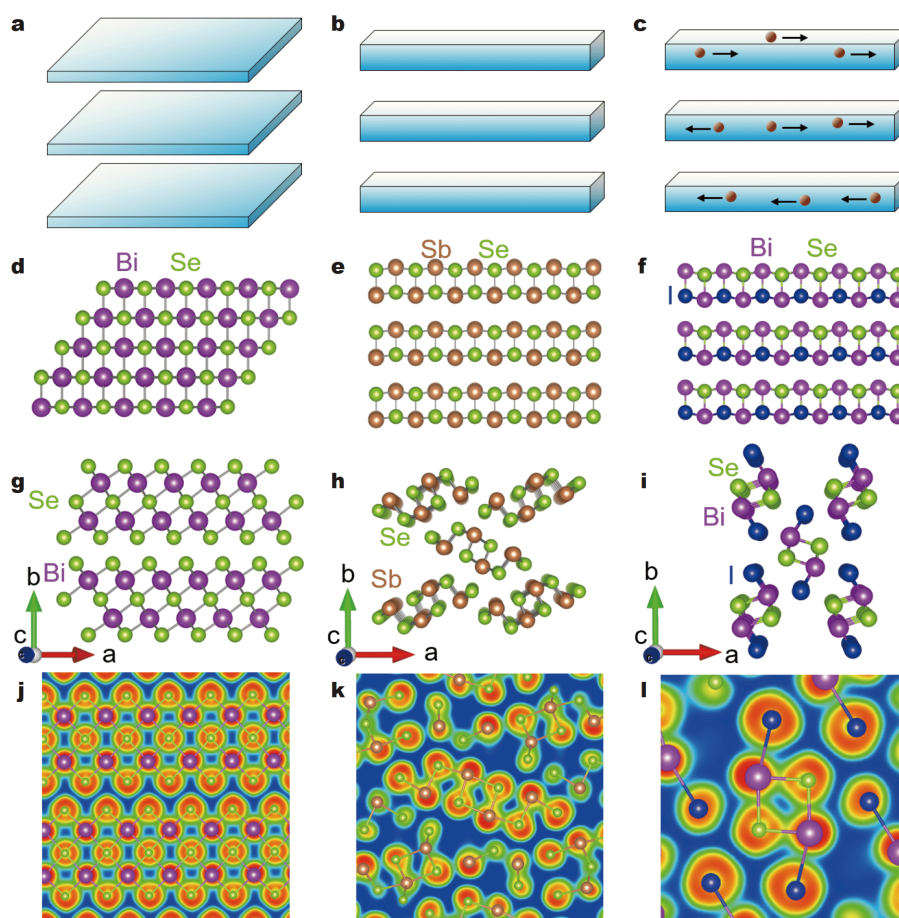 a b c
d Bi Se e Sb Se f Bi Se
I
g h i
Se Se Se
Bi
Bi Sb I
b b b
c a c a c a
j k l